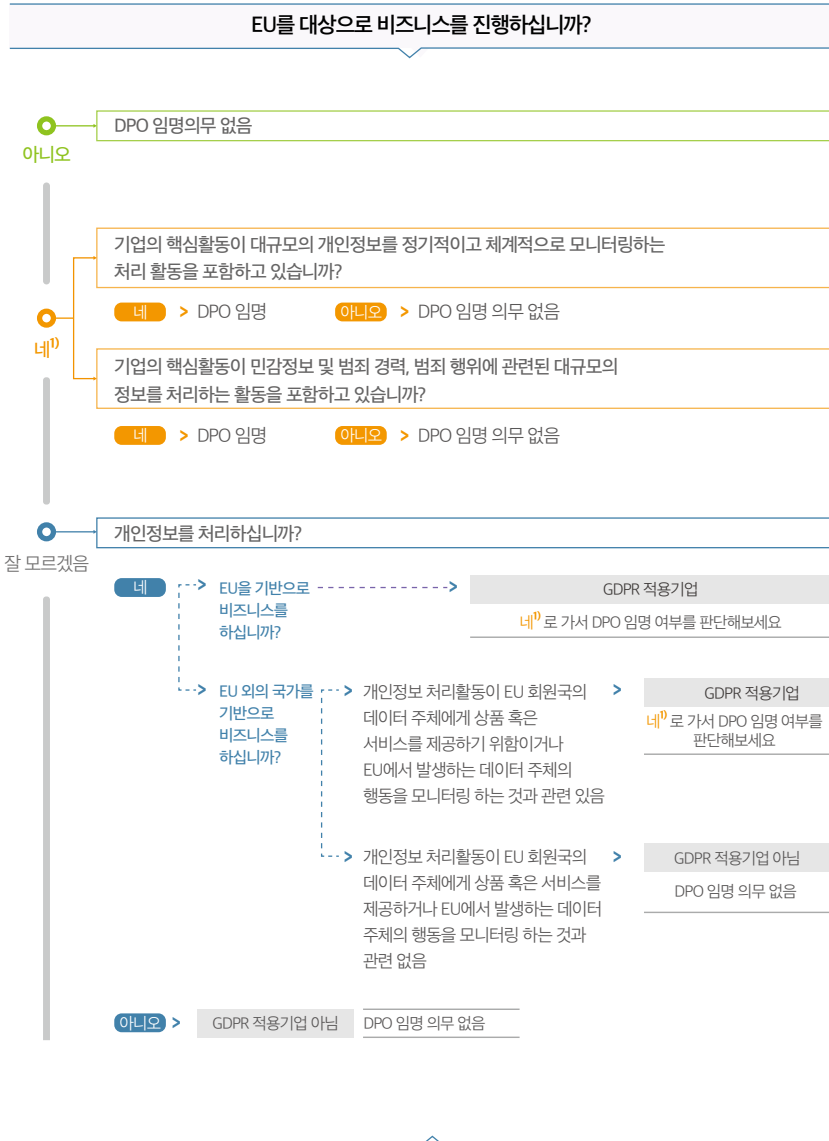 EU를 대상으로 비즈니스를 진행하십니까?
DPO 임명의무 없음
아니오
기업의 핵심활동이 대규모의 개인정보를 정기적이고 체계적으로 모니터링하는
처리 활동을 포함하고 있습니까?
네 > DPO 임명 아니오 > DPO 임명 의무 없음
네1)
기업의 핵심활동이 민감정보 및 범죄 경력, 범죄 행위에 관련된 대규모의
정보를 처리하는 활동을 포함하고 있습니까?
네 > DPO 임명 아니오 > DPO 임명 의무 없음
개인정보를 처리하십니까?
잘 모르겠음
네
> EU을 기반으로
비즈니스를
하십니까?
> GDPR 적용기업
네1) 로 가서 DPO 임명 여부를 판단해보세요
> EU 외의 국가를
기반으로
비즈니스를
하십니까?
> 개인정보 처리활동이 EU 회원국의
데이터 주체에게 상품 혹은
서비스를 제공하기 위함이거나
EU에서 발생하는 데이터 주체의
행동을 모니터링 하는 것과 관련 있음
> GDPR 적용기업
네1) 로 가서 DPO 임명 여부를
판단해보세요
> 개인정보 처리활동이 EU 회원국의
데이터 주체에게 상품 혹은 서비스를
제공하거나 EU에서 발생하는 데이터
주체의 행동을 모니터링 하는 것과
관련 없음
> GDPR 적용기업 아님
DPO 임명 의무 없음
아니오 > GDPR 적용기업 아님 DPO 임명 의무 없음